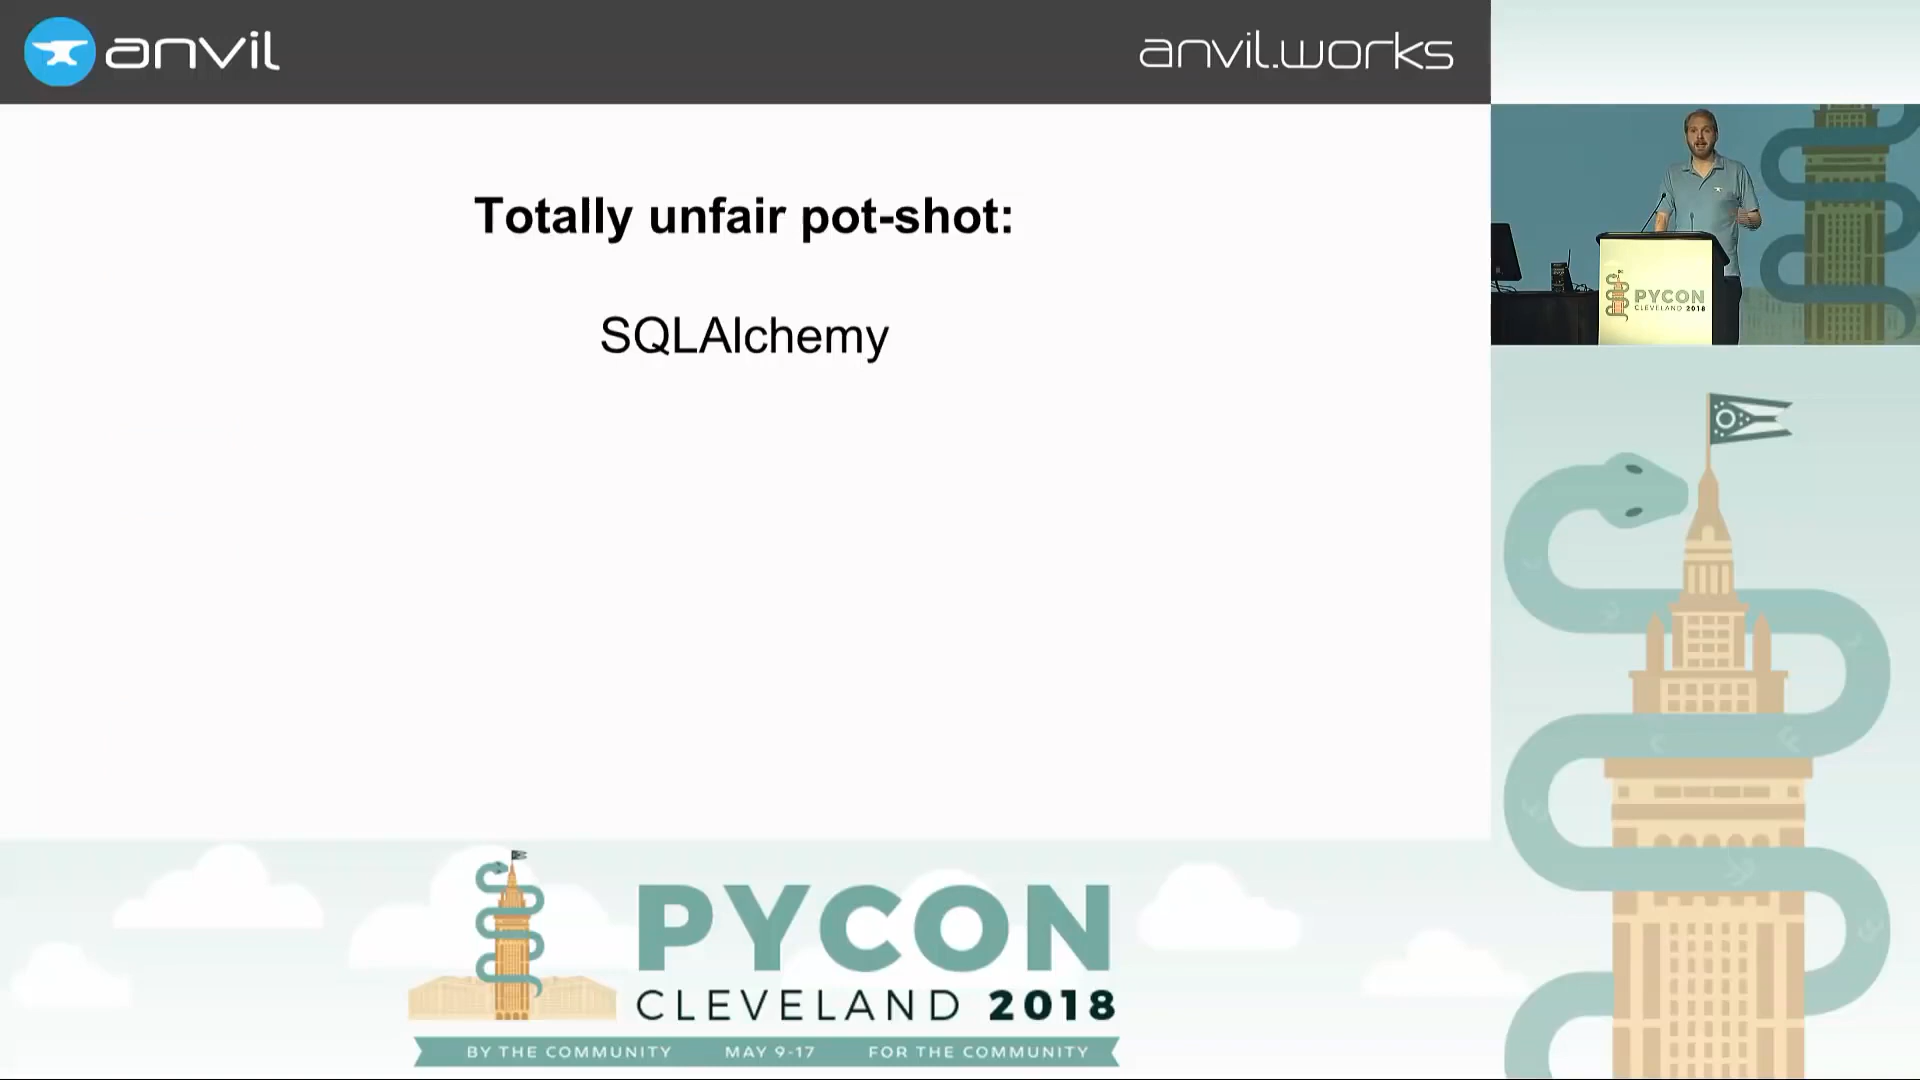 anvil
anvil.works
Totally unfair pot-shot:
SQLAlchemy
PYCON
CLEVELAND 2018
PYCON
CLEVELAND 2018
BY THE COMMUNITY MAY 9-17 FOR THE COMMUNITY